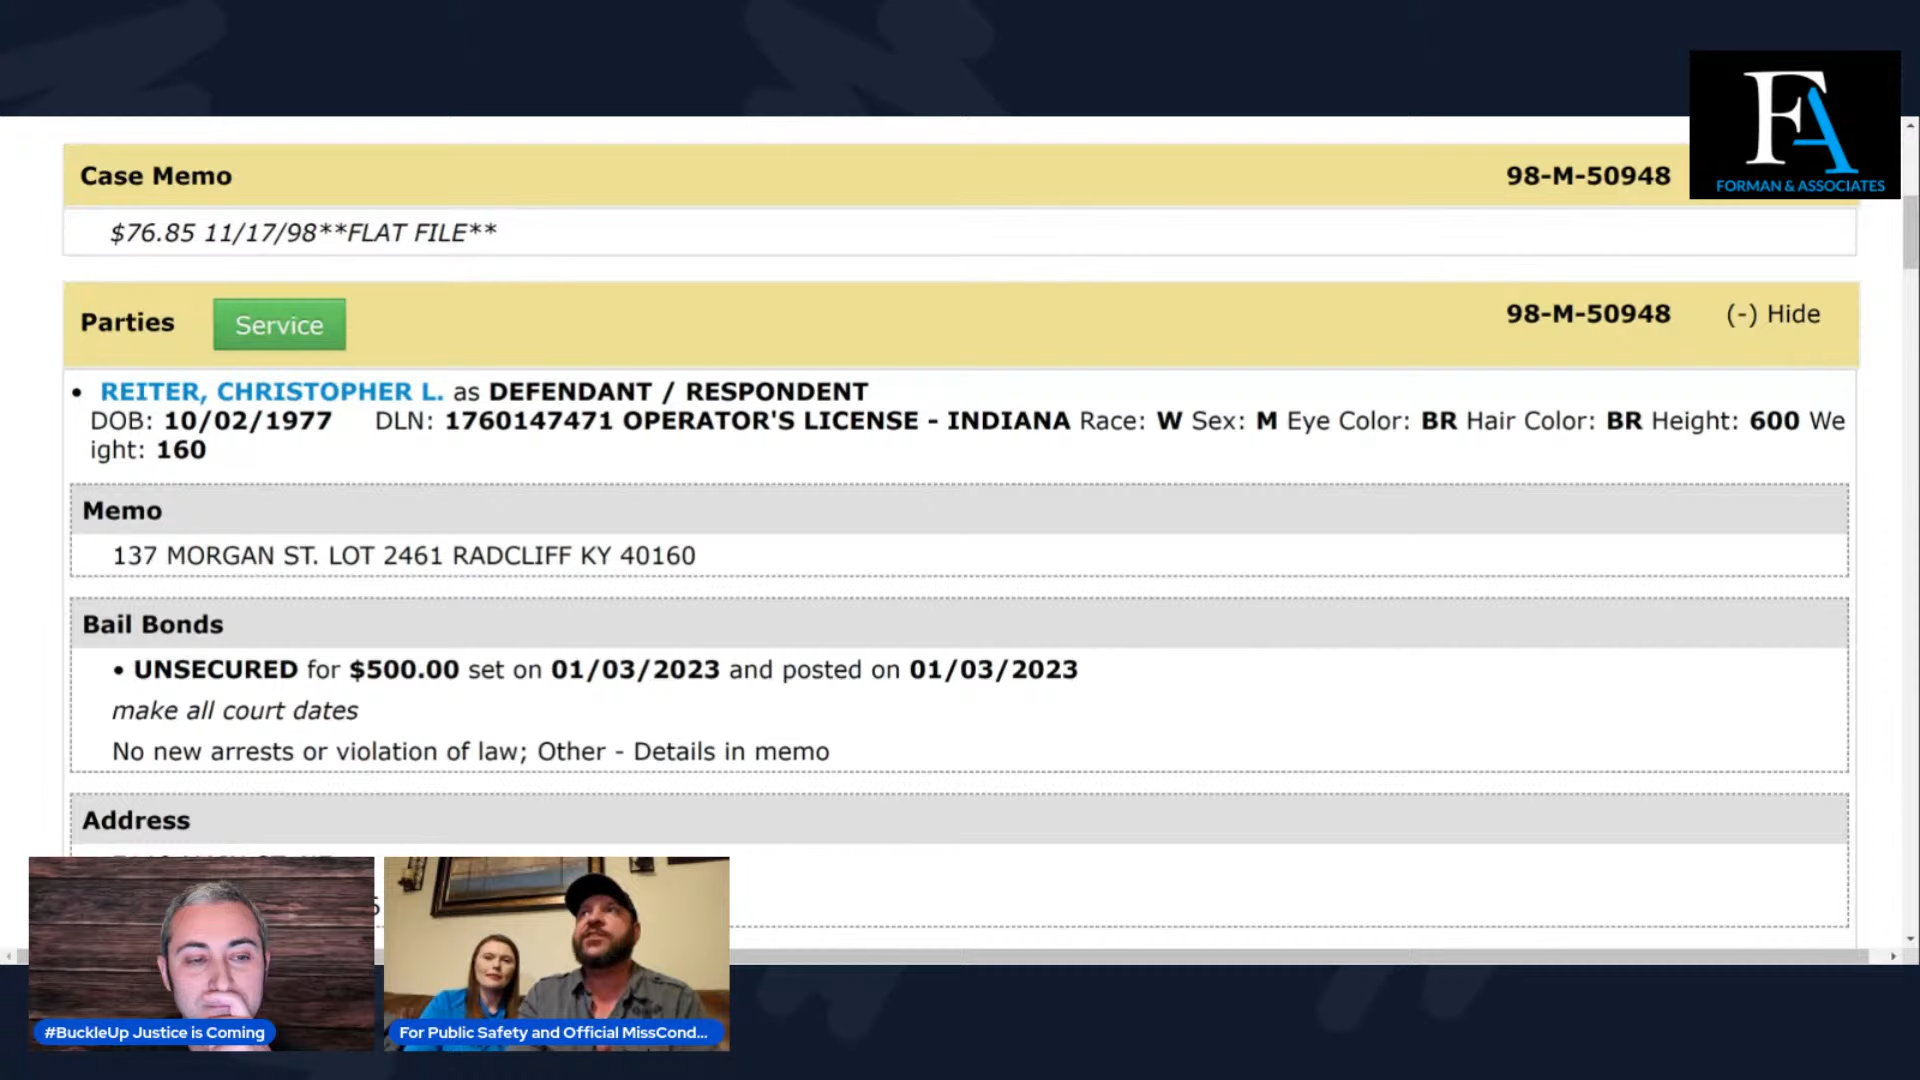 FA
FORMAN & ASSOCIATES
Case Memo 98-M-50948
$76.85 11/17/98**FLAT FILE**
Parties Service 98-M-50948 (-) Hide
• REITER, CHRISTOPHER L. as DEFENDANT / RESPONDENT
DOB: 10/02/1977 DLN: 1760147471 OPERATOR'S LICENSE - INDIANA Race: W Sex: M Eye Color: BR Hair Color: BR Height: 600 We
ight: 160
Memo
137 MORGAN ST. LOT 2461 RADCLIFF KY 40160
Bail Bonds
• UNSECURED for $500.00 set on 01/03/2023 and posted on 01/03/2023
make all court dates
No new arrests or violation of law; Other - Details in memo
Address
#BuckleUp Justice is Coming
For Public Safety and Official MissCond...